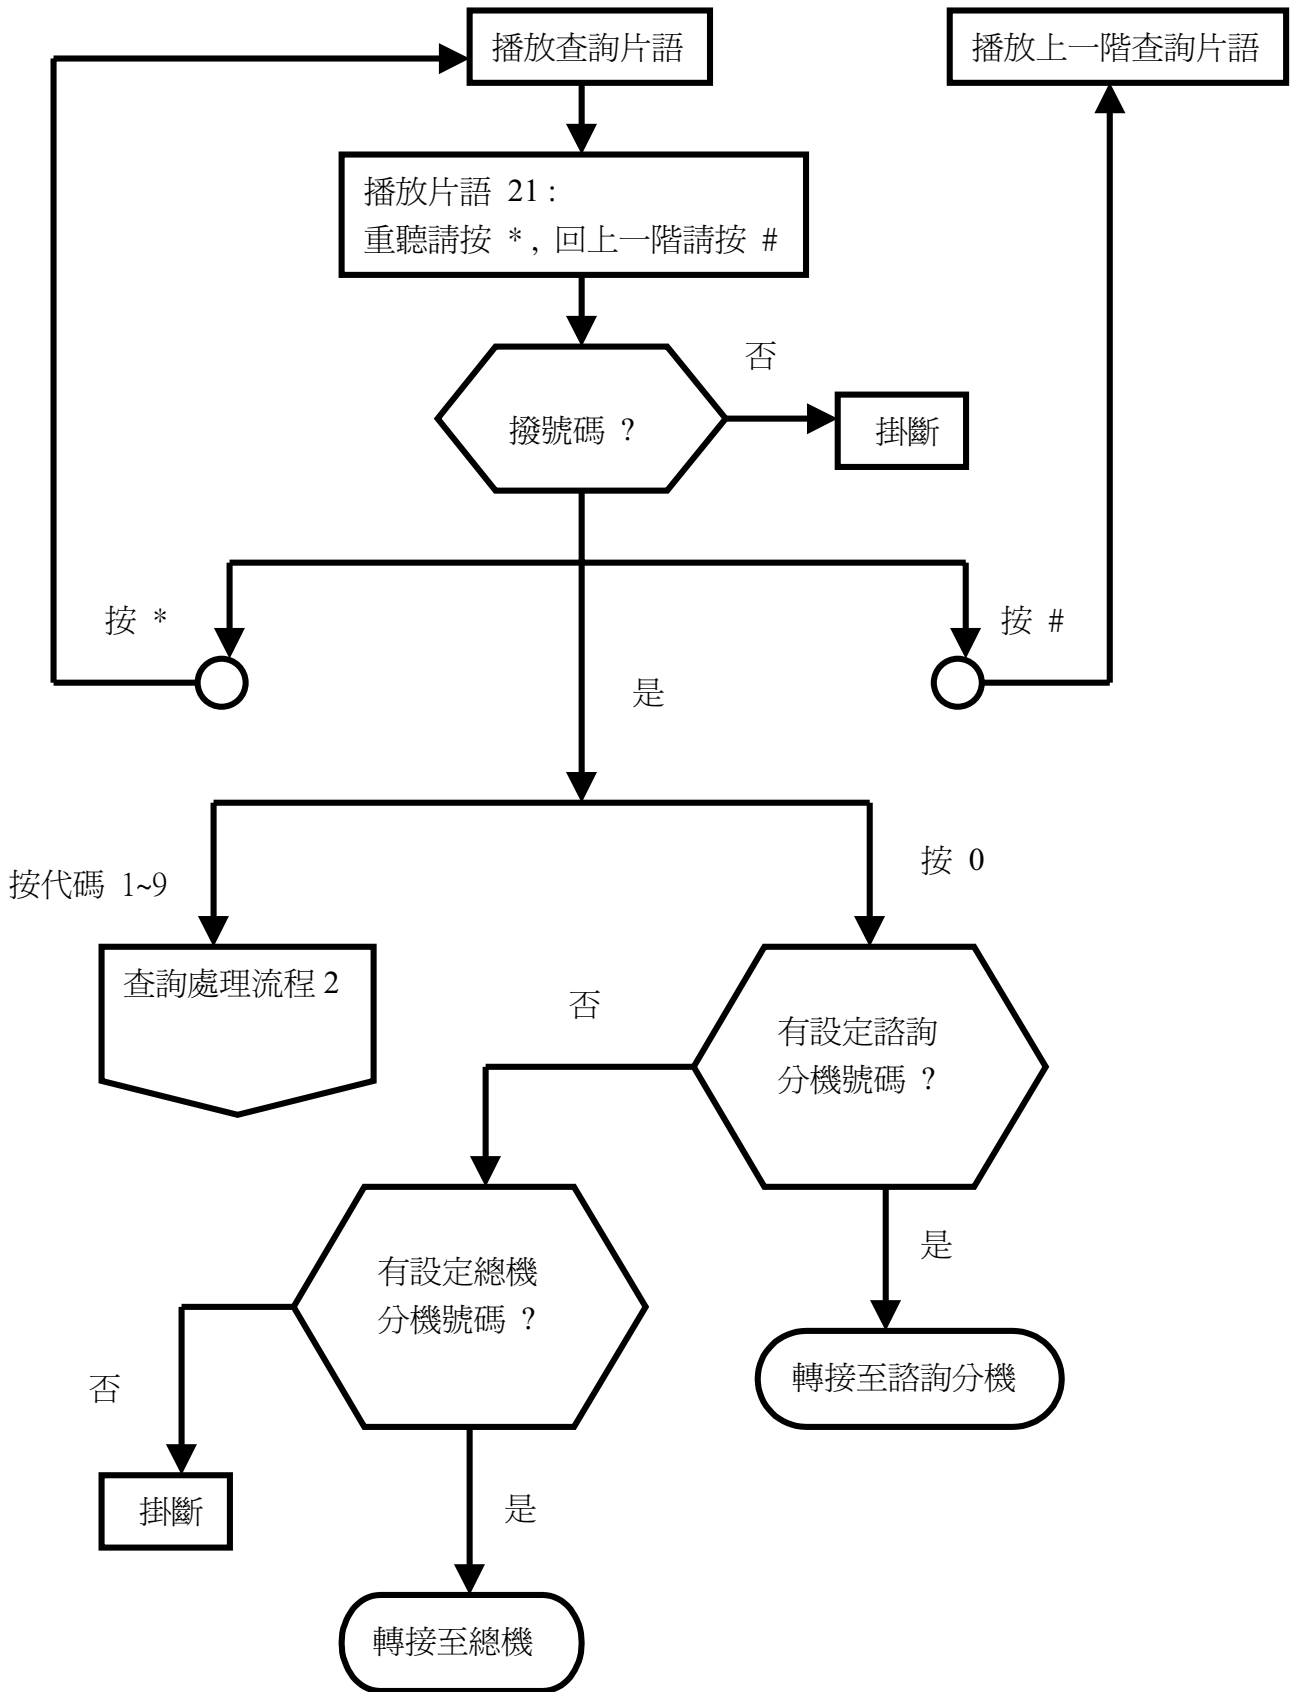 播放查詢片語
播放上一階查詢片語
播放片語 21 :
重聽請按 * , 回上一階請按 #
否
撥號碼 ?
掛斷
按 *
按 #
是
按 0
按代碼 1~9
查詢處理流程 2
否
有設定諮詢
分機號碼 ?
是
有設定總機
分機號碼 ?
轉接至諮詢分機
否
掛斷
是
轉接至總機